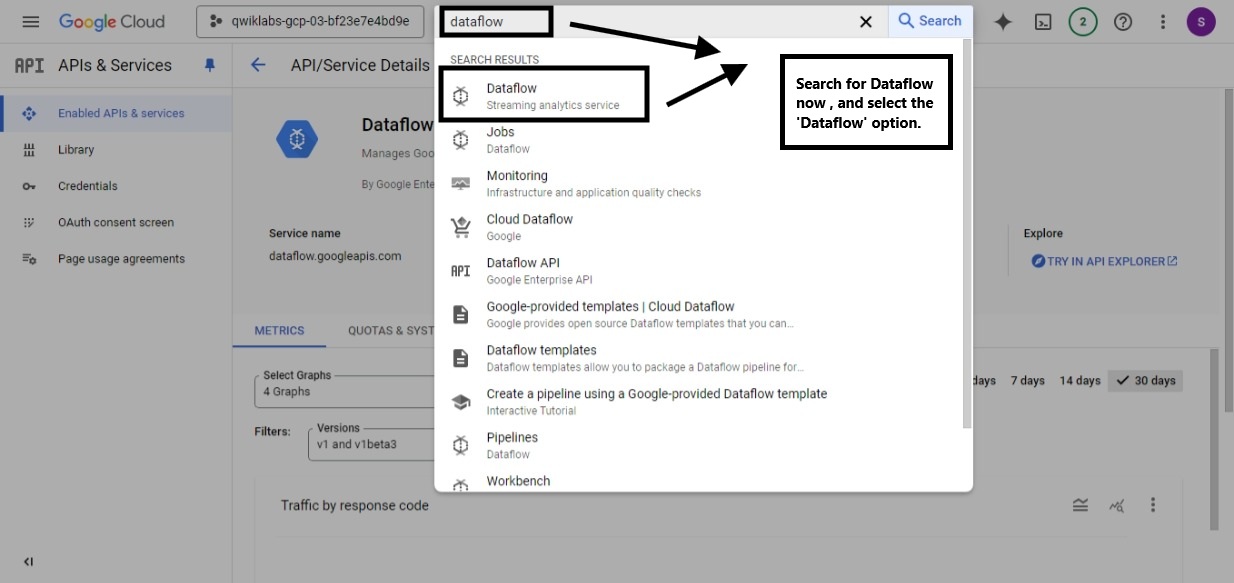 Google Cloud
qwiklabs-gcp-03-bf23e7e4bd9e
dataflow
Search
2
S
API APIs & Services
API/Service Details
SEARCH RESULTS
Dataflow
Streaming analytics service
Jobs
Dataflow
Monitoring
Infrastructure and application quality checks
Cloud Dataflow
Google
API Dataflow API
Google Enterprise API
Google-provided templates | Cloud Dataflow
Google provides open source Dataflow templates that you can...
Dataflow templates
Dataflow templates allow you to package a Dataflow pipeline for...
Create a pipeline using a Google-provided Dataflow template
Interactive Tutorial
Pipelines
Dataflow
Workbench
Search for Dataflow
now , and select the
'Dataflow' option.
Enabled APIs & services
Library
Credentials
OAuth consent screen
Page usage agreements
Dataflow
Manages Goo
By Google Ente
Service name
dataflow.googleapis.com
Explore
TRY IN API EXPLORER
METRICS
QUOTAS & SYST
Select Graphs
4 Graphs
days
7 days
14 days
30 days
Filters:
Versions
v1 and v1beta3
Traffic by response code